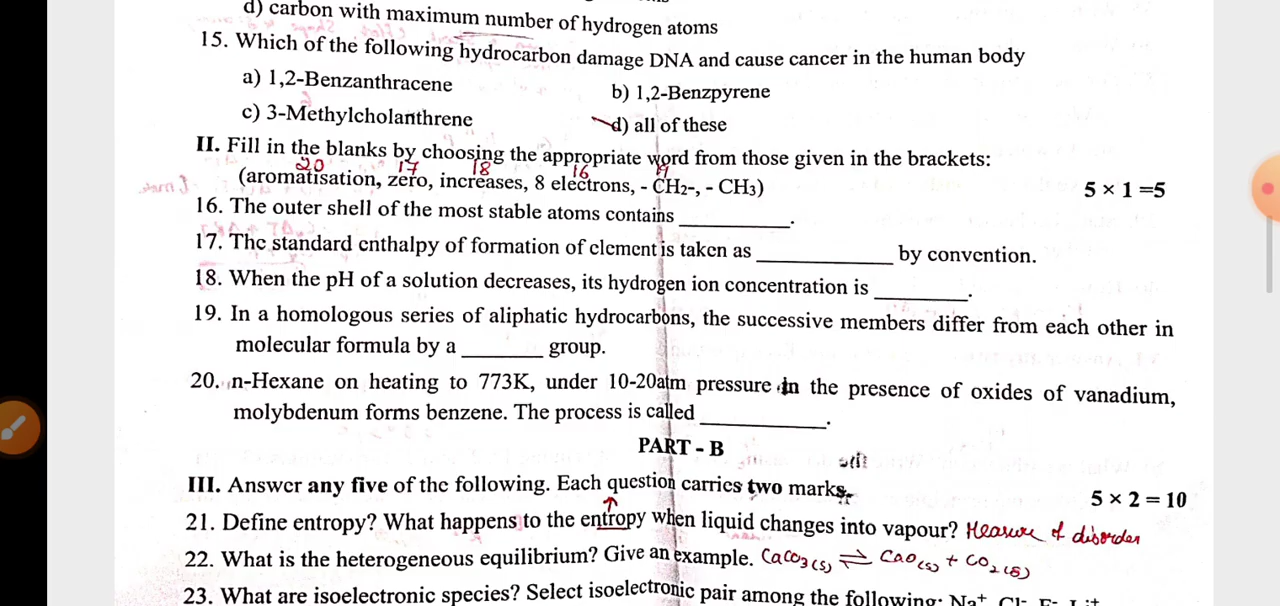 d) carbon with maximum number of hydrogen atoms
15. Which of the following hydrocarbon damage DNA and cause cancer in the human body
a) 1,2-Benzanthracene b) 1,2-Benzpyrene
c) 3-Methylcholanthrene d) all of these
II. Fill in the blanks by choosing the appropriate word from those given in the brackets:
20 17 18 16 19
(aromatisation, zero, increases, 8 electrons, - CH2-, - CH3) 5 × 1 =5
16. The outer shell of the most stable atoms contains ________.
17. The standard enthalpy of formation of element is taken as ________ by convention.
18. When the pH of a solution decreases, its hydrogen ion concentration is ________.
19. In a homologous series of aliphatic hydrocarbons, the successive members differ from each other in
molecular formula by a ________ group.
20. n-Hexane on heating to 773K, under 10-20atm pressure in the presence of oxides of vanadium,
molybdenum forms benzene. The process is called ________.
PART - B
III. Answer any five of the following. Each question carries two marks. 5 × 2 = 10
21. Define entropy? What happens to the entropy when liquid changes into vapour? Measure of disorder
22. What is the heterogeneous equilibrium? Give an example. CaCO3(s) ⇌ CaO(s) + CO2(g)
23. What are isoelectronic species? Select isoelectronic pair among the following: Na+ Cl- F- Li+